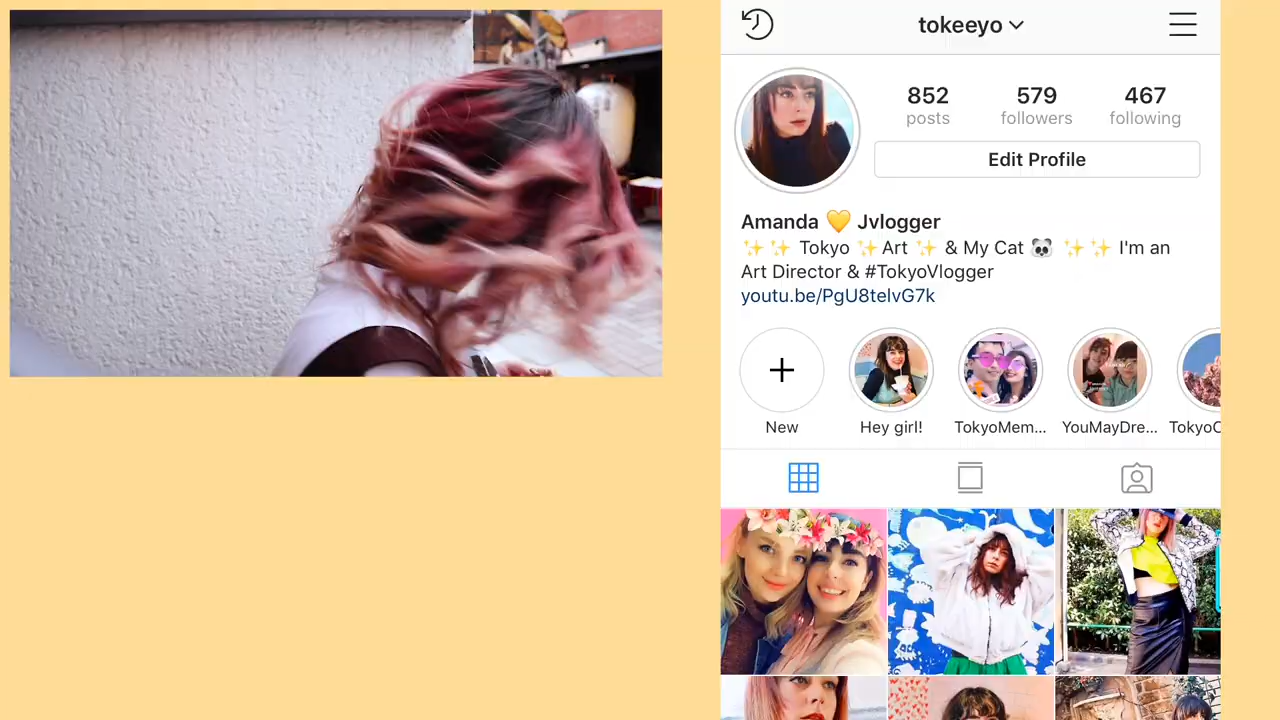 tokeeyo
852 579 467
posts followers following
Edit Profile
Amanda 💛 Jvlogger
✨✨ Tokyo ✨Art ✨ & My Cat 🐼 ✨✨ I'm an
Art Director & #TokyoVlogger
youtu.be/PgU8telvG7k
New Hey girl! TokyoMem... YouMayDre... TokyoC